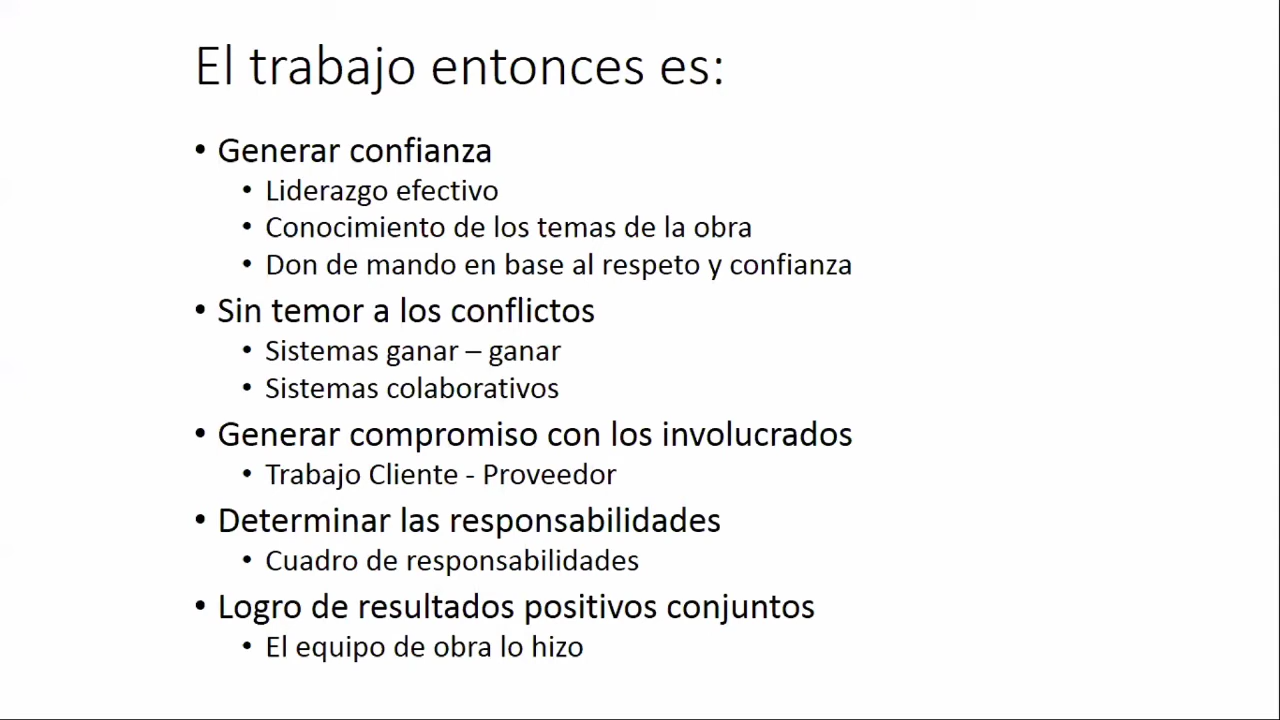 El trabajo entonces es:
• Generar confianza
• Liderazgo efectivo
• Conocimiento de los temas de la obra
• Don de mando en base al respeto y confianza
• Sin temor a los conflictos
• Sistemas ganar – ganar
• Sistemas colaborativos
• Generar compromiso con los involucrados
• Trabajo Cliente - Proveedor
• Determinar las responsabilidades
• Cuadro de responsabilidades
• Logro de resultados positivos conjuntos
• El equipo de obra lo hizo